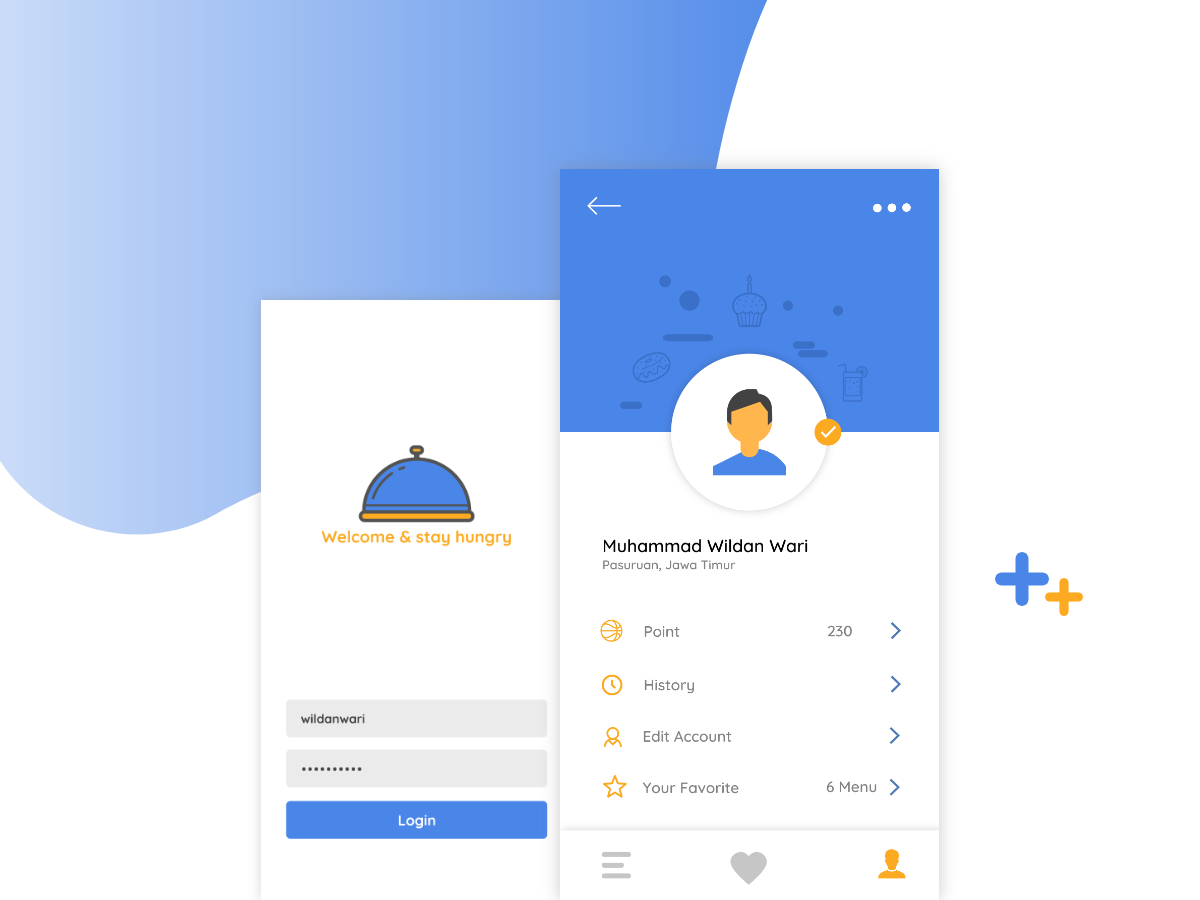 Welcome & stay hungry
wildanwari
••••••••••
Login
Muhammad Wildan Wari
Pasuruan, Jawa Timur
Point 230
History
Edit Account
Your Favorite 6 Menu